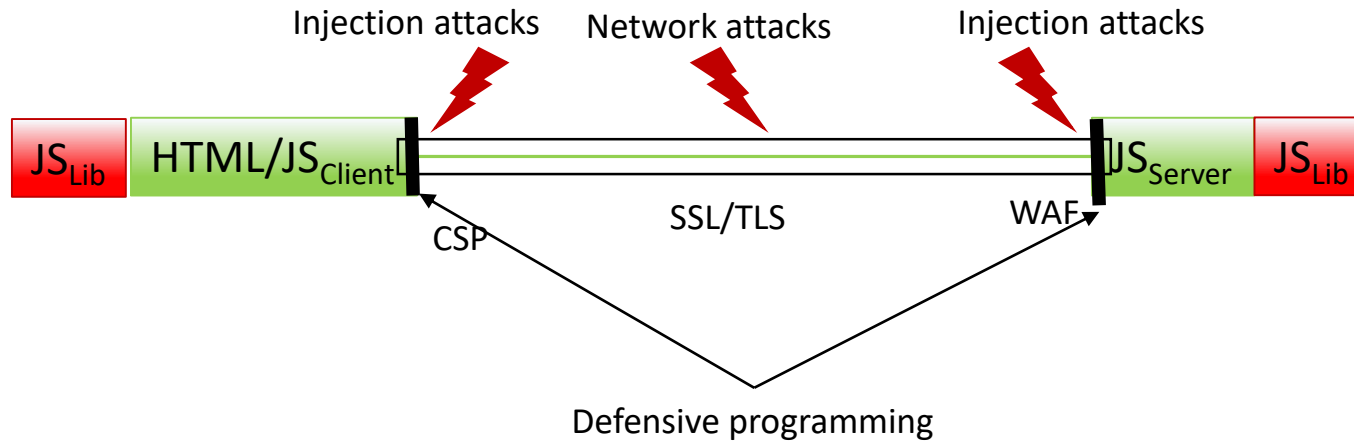 Injection attacks
Network attacks
Injection attacks
JSLib
HTML/JSClient
JSServer
JSLib
CSP
SSL/TLS
WAF
Defensive programming